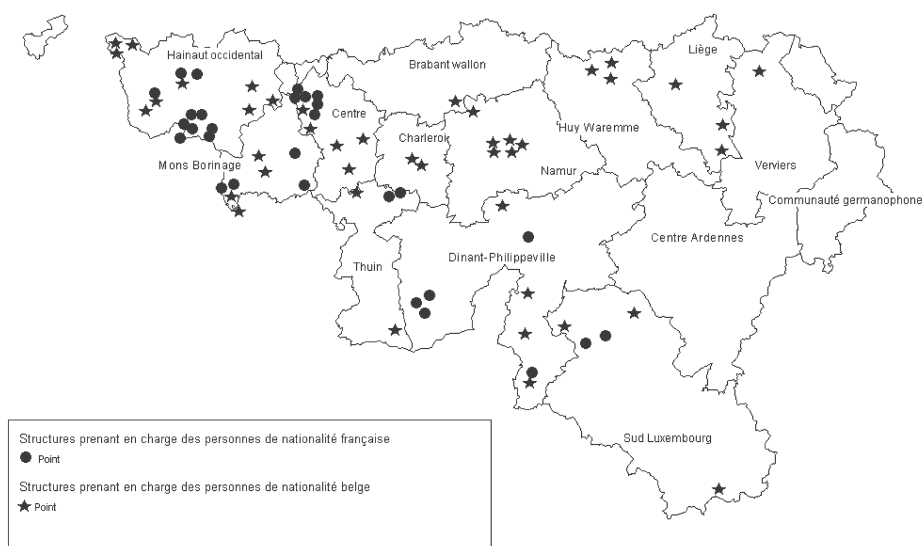 Hainaut occidental
Brabant wallon
Liège
Centre
Charleroi
Huy Waremme
Mons Borinage
Namur
Verviers
Communauté germanophone
Centre Ardennes
Thuin
Dinant-Philippeville
Sud Luxembourg
Structures prenant en charge des personnes de nationalité française
Point
Structures prenant en charge des personnes de nationalité belge
Point